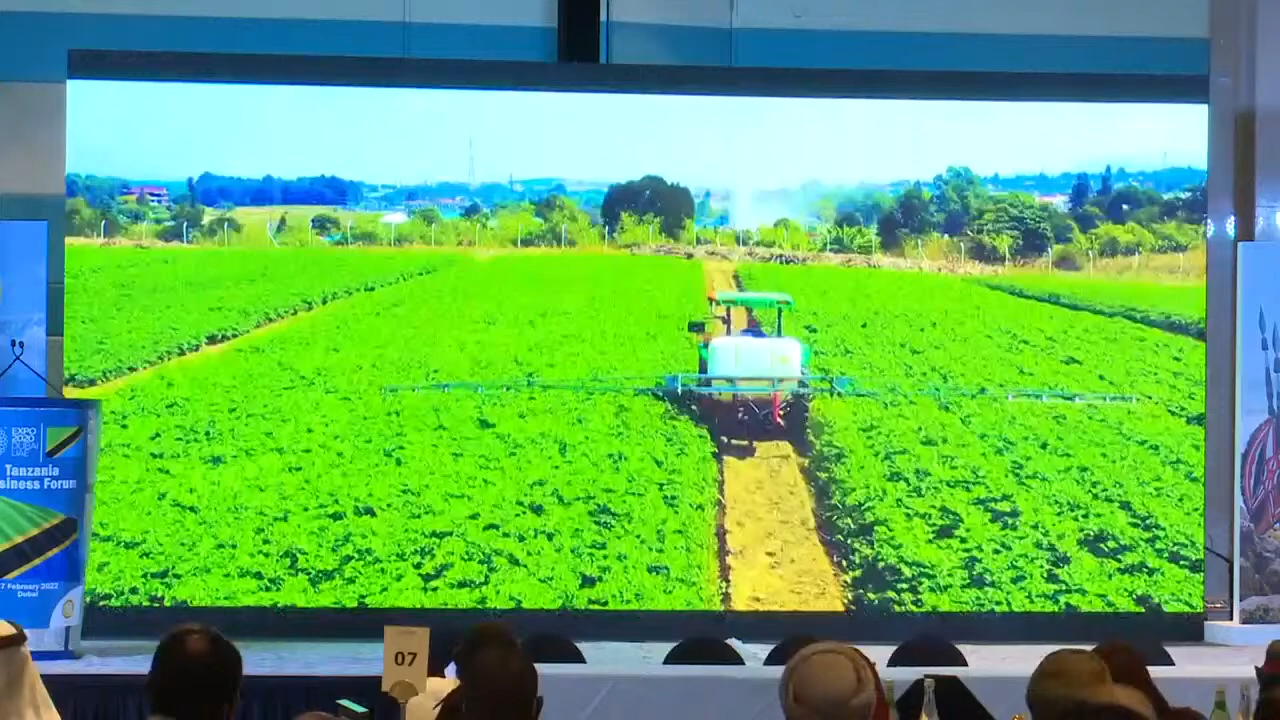 EXPO
2020
DUBAI
UAE
Tanzania
siness Forum
7 February 2022
Dubai
07